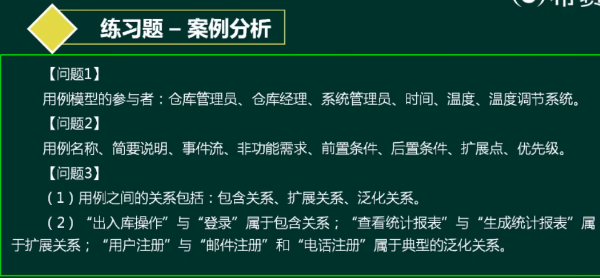 练习题 – 案例分析
【问题1】
用例模型的参与者：仓库管理员、仓库经理、系统管理员、时间、温度、温度调节系统。
【问题2】
用例名称、简要说明、事件流、非功能需求、前置条件、后置条件、扩展点、优先级。
【问题3】
（1）用例之间的关系包括：包含关系、扩展关系、泛化关系。
（2）“出入库操作”与“登录”属于包含关系；“查看统计报表”与“生成统计报表”属
于扩展关系；“用户注册”与“邮件注册”和“电话注册”属于典型的泛化关系。